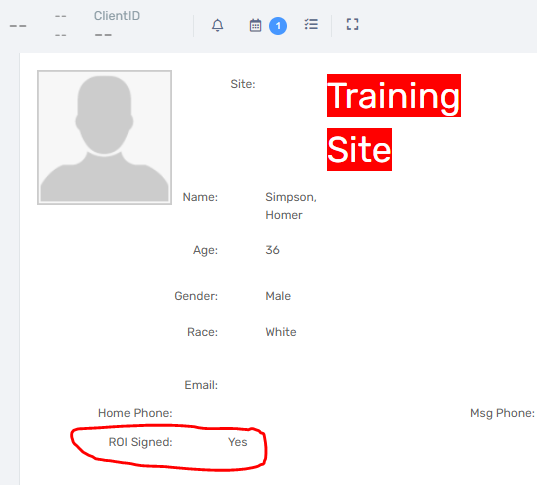 -- -- ClientID
-- --
1
Site: Training
Site
Name: Simpson,
Homer
Age: 36
Gender: Male
Race: White
Email:
Home Phone: Msg Phone:
ROI Signed: Yes